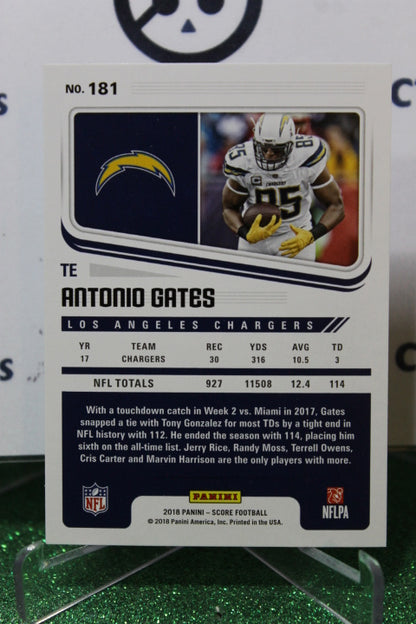 NO. 181
85
85
CHARGERS
TE
ANTONIO GATES
LOS ANGELES CHARGERS
YR TEAM REC YDS AVG TD
17 CHARGERS 30 316 10.5 3
NFL TOTALS 927 11508 12.4 114
With a touchdown catch in Week 2 vs. Miami in 2017, Gates
snapped a tie with Tony Gonzalez for most TDs by a tight end in
NFL history with 112. He ended the season with 114, placing him
sixth on the all-time list. Jerry Rice, Randy Moss, Terrell Owens,
Cris Carter and Marvin Harrison are the only players with more.
NFL
PANINI
2018 PANINI – SCORE FOOTBALL
© 2018 Panini America, Inc. Printed in the USA.
NFLPA